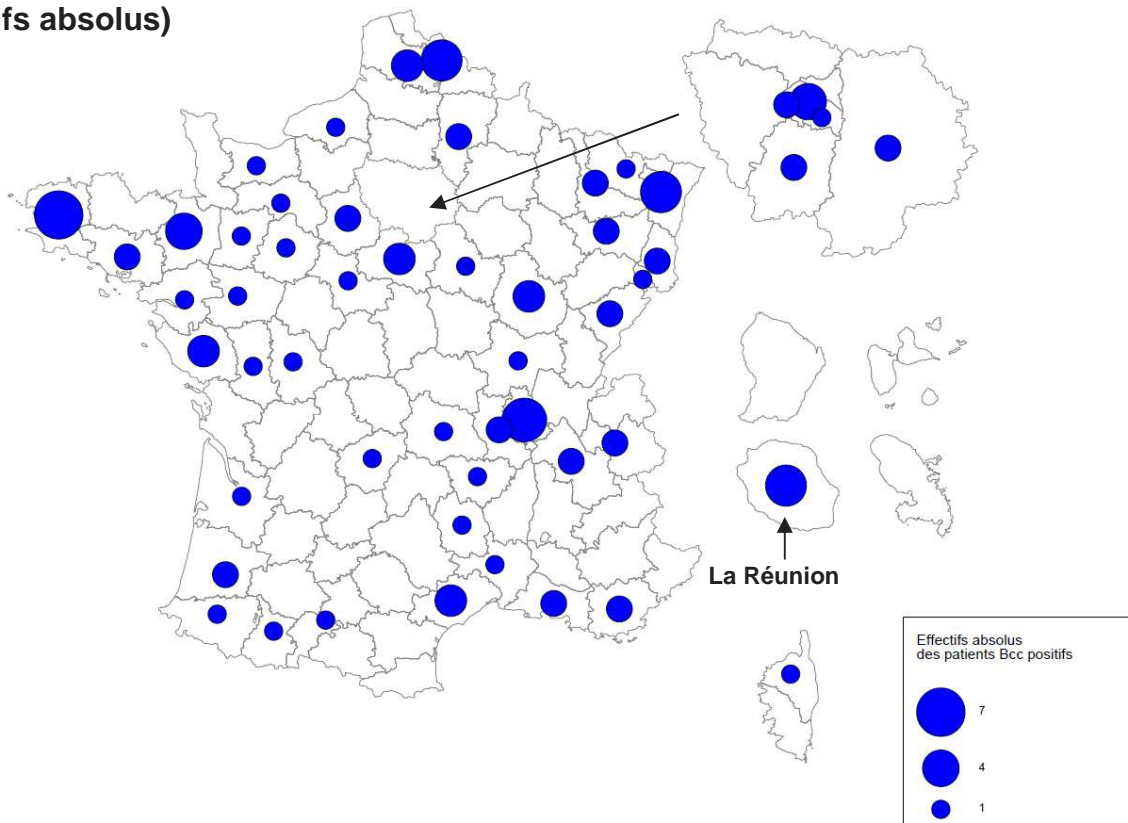 fs absolus)
La Réunion
Effectifs absolus
des patients Bcc positifs
7
4
1